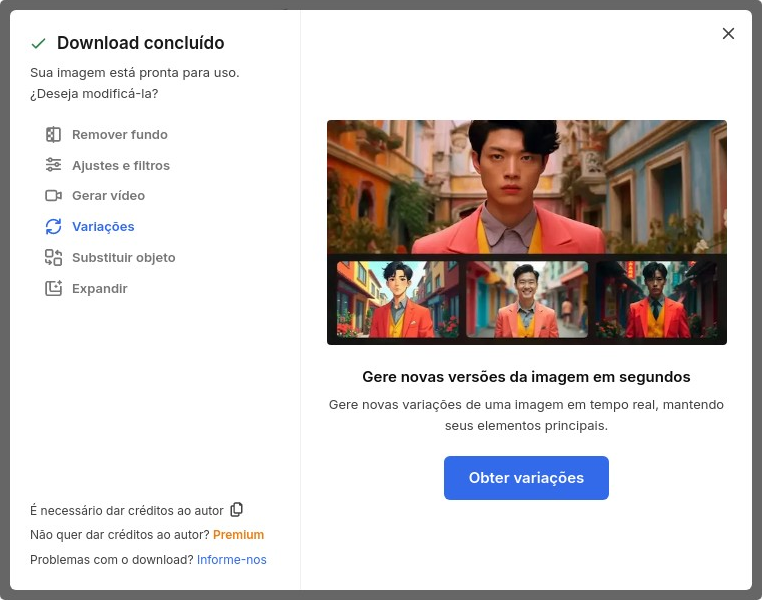 Download concluído
Sua imagem está pronta para uso.
¿Deseja modificá-la?
Remover fundo
Ajustes e filtros
Gerar vídeo
Variações
Substituir objeto
Expandir
É necessário dar créditos ao autor
Não quer dar créditos ao autor? Premium
Problemas com o download? Informe-nos
Gere novas versões da imagem em segundos
Gere novas variações de uma imagem em tempo real, mantendo
seus elementos principais.
Obter variações